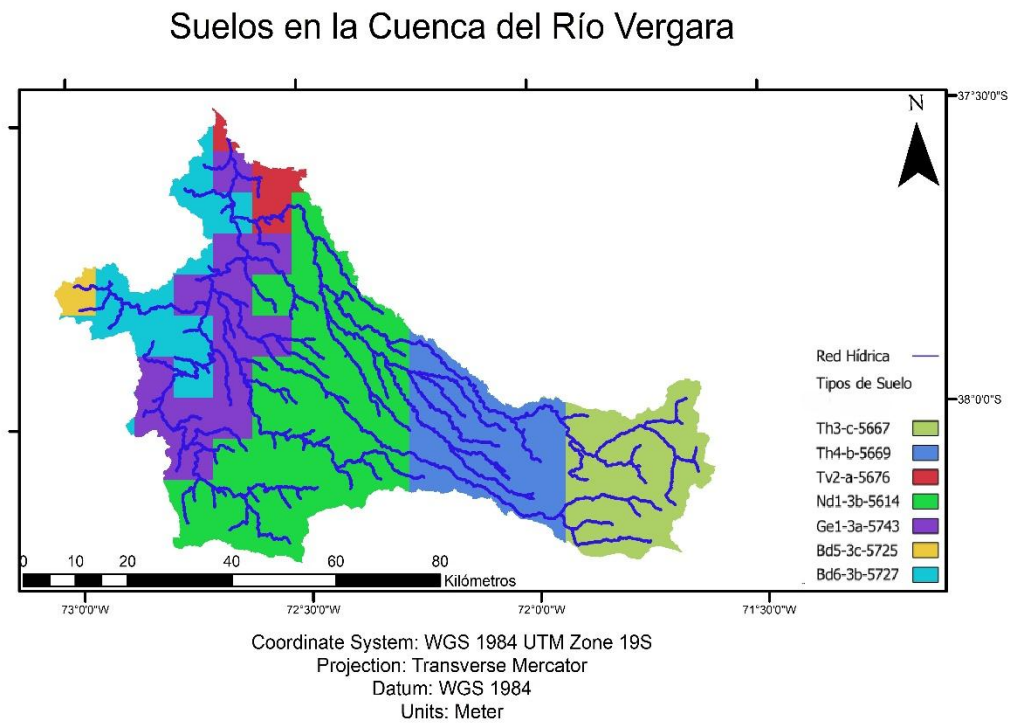 Suelos en la Cuenca del Río Vergara
37°30'0"S
N
Red Hídrica
Tipos de Suelo
38°0'0"S
Th3-c-5667
Th4-b-5669
Tv2-a-5676
Nd1-3b-5614
Ge1-3a-5743
Bd5-3c-5725
Bd6-3b-5727
0 10 20 40 60 80
Kilómetros
73°0'0"W 72°30'0"W 72°0'0"W 71°30'0"W
Coordinate System: WGS 1984 UTM Zone 19S
Projection: Transverse Mercator
Datum: WGS 1984
Units: Meter